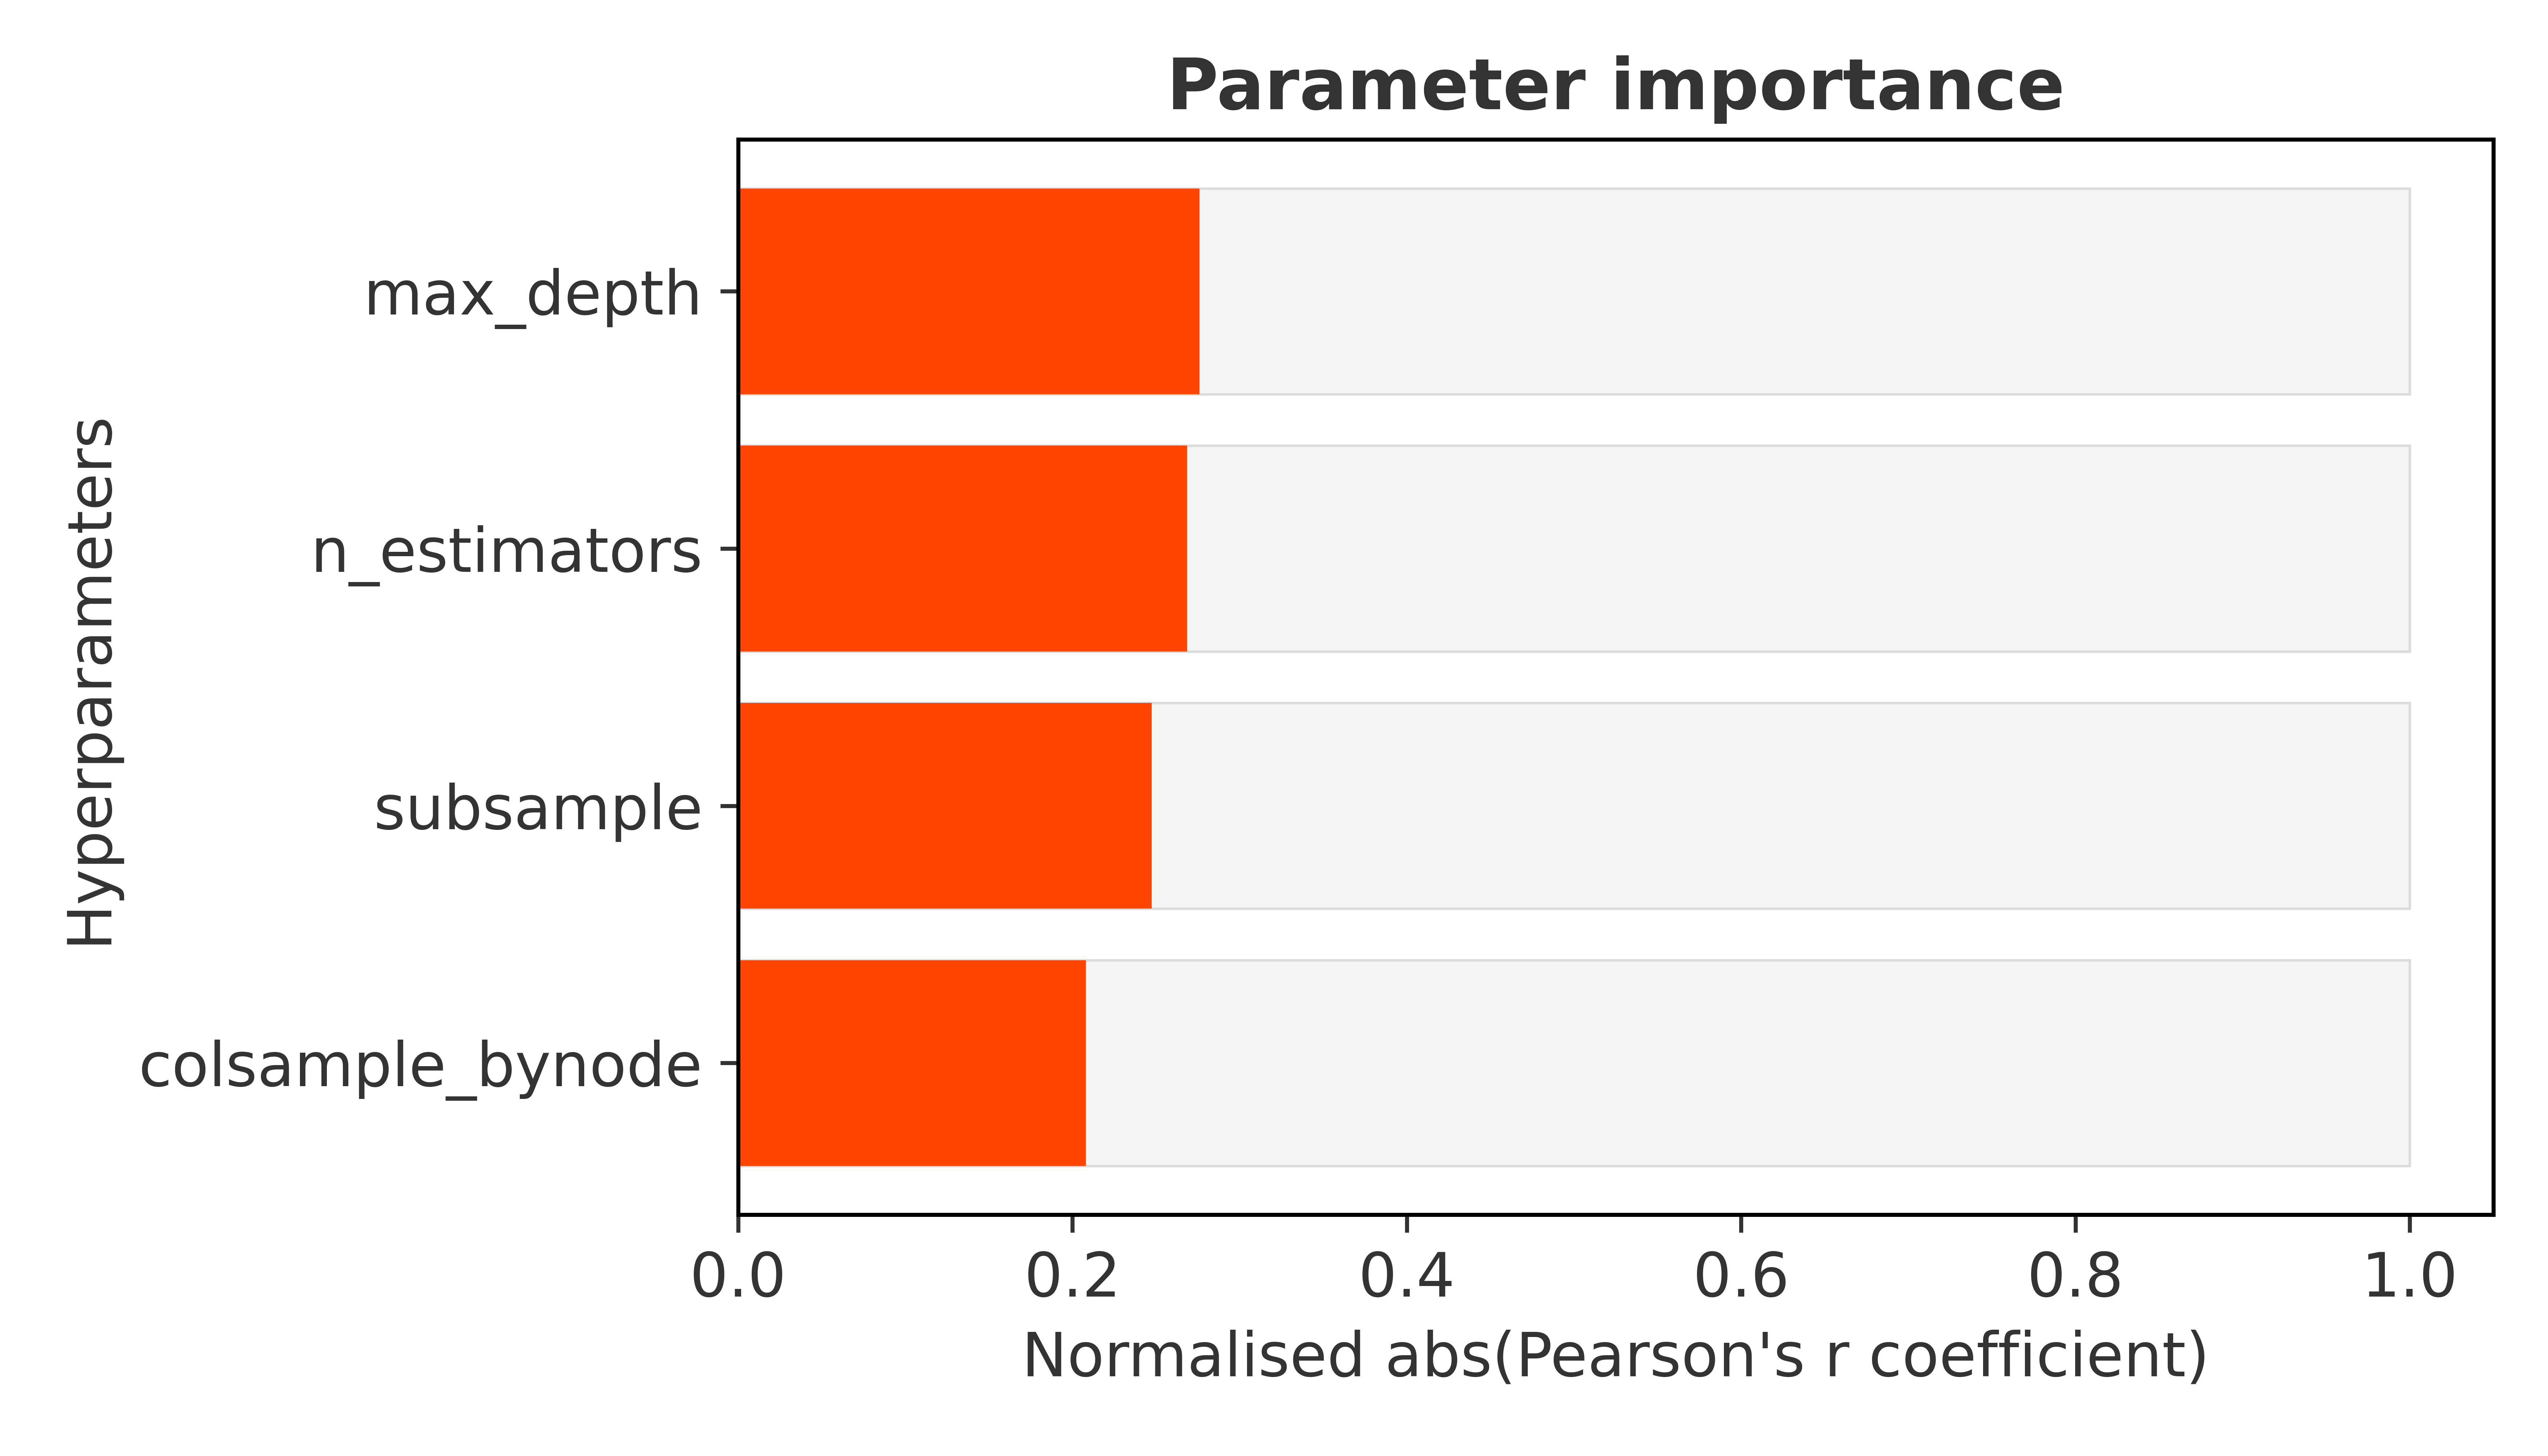 Parameter importance
Hyperparameters
max_depth
n_estimators
subsample
colsample_bynode
0.0 0.2 0.4 0.6 0.8 1.0
Normalised abs(Pearson's r coefficient)